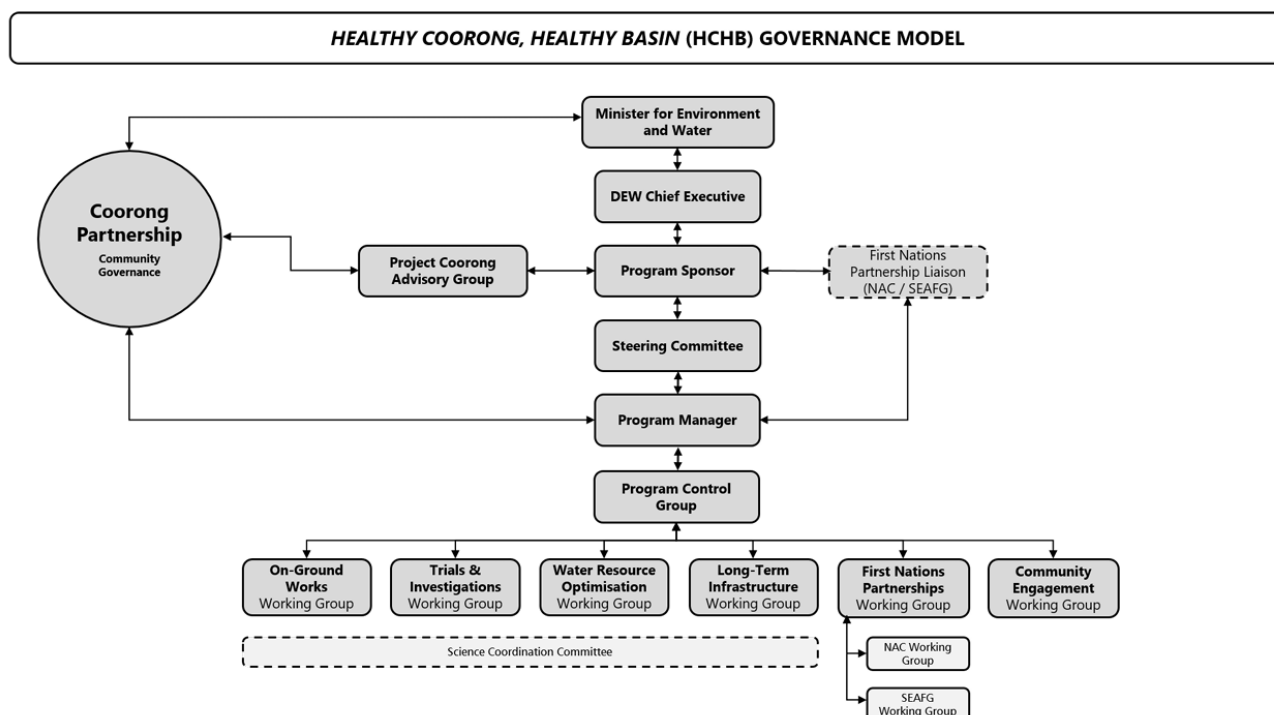 HEALTHY COORONG, HEALTHY BASIN (HCHB) GOVERNANCE MODEL
Minister for Environment
and Water
Coorong
Partnership
Community
Governance
DEW Chief Executive
Project Coorong
Advisory Group
Program Sponsor
First Nations
Partnership Liaison
(NAC / SEAFG)
Steering Committee
Program Manager
Program Control
Group
On-Ground
Works
Working Group
Trials &
Investigations
Working Group
Water Resource
Optimisation
Working Group
Long-Term
Infrastructure
Working Group
First Nations
Partnerships
Working Group
Community
Engagement
Working Group
Science Coordination Committee
NAC Working
Group
SEAFG
Working Group